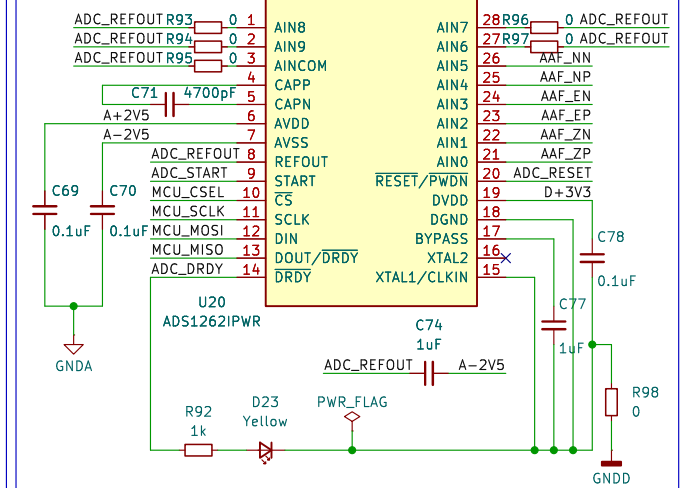 ADC_REFOUT R93 0 1 AIN8 AIN7 28 R96 0 ADC_REFOUT
ADC_REFOUT R94 0 2 AIN9 AIN6 27 R97 0 ADC_REFOUT
ADC_REFOUT R95 0 3 AINCOM AIN5 26 AAF_NN
4 CAPP AIN4 25 AAF_NP
C71 4700pF 5 CAPN AIN3 24 AAF_EN
A+2V5 6 AVDD AIN2 23 AAF_EP
A-2V5 7 AVSS AIN1 22 AAF_ZN
ADC_REFOUT 8 REFOUT AIN0 21 AAF_ZP
ADC_START 9 START RESET/PWDN 20 ADC_RESET
MCU_CSEL 10 CS DVDD 19 D+3V3
MCU_SCLK 11 SCLK DGND 18
MCU_MOSI 12 DIN BYPASS 17
MCU_MISO 13 DOUT/DRDY XTAL2 16
ADC_DRDY 14 DRDY XTAL1/CLKIN 15
C69
0.1uF
C70
0.1uF
C78
0.1uF
U20
ADS1262IPWR
C77
1uF
C74
1uF
GNDA
ADC_REFOUT A-2V5
R92
1k
D23
Yellow
PWR_FLAG
R98
0
GNDD